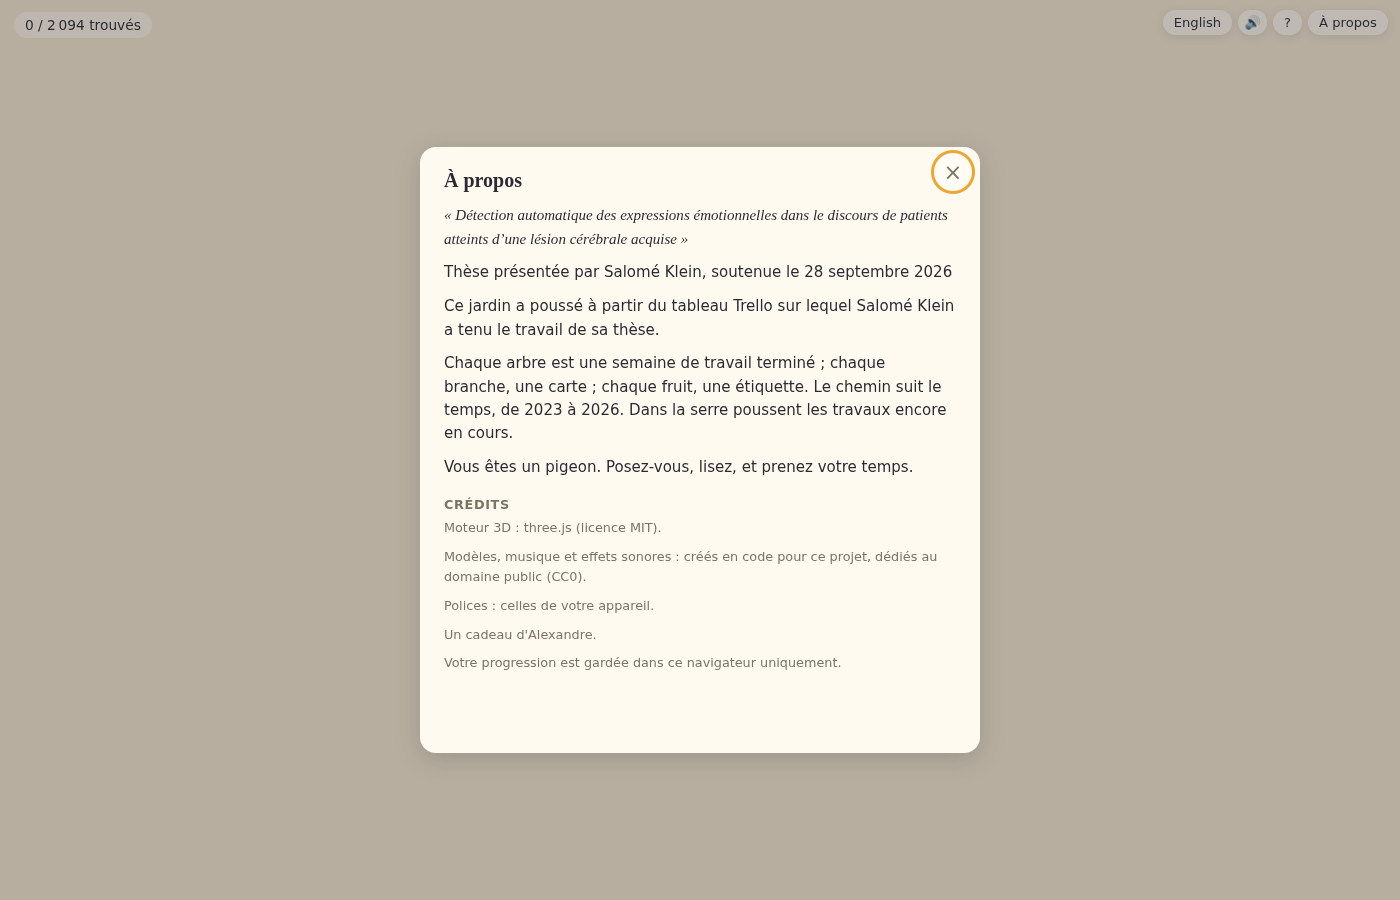 0 / 2 094 trouvés
English
?
À propos
À propos
« Détection automatique des expressions émotionnelles dans le discours de patients
atteints d’une lésion cérébrale acquise »
Thèse présentée par Salomé Klein, soutenue le 28 septembre 2026
Ce jardin a poussé à partir du tableau Trello sur lequel Salomé Klein
a tenu le travail de sa thèse.
Chaque arbre est une semaine de travail terminé ; chaque
branche, une carte ; chaque fruit, une étiquette. Le chemin suit le
temps, de 2023 à 2026. Dans la serre poussent les travaux encore
en cours.
Vous êtes un pigeon. Posez-vous, lisez, et prenez votre temps.
CRÉDITS
Moteur 3D : three.js (licence MIT).
Modèles, musique et effets sonores : créés en code pour ce projet, dédiés au
domaine public (CC0).
Polices : celles de votre appareil.
Un cadeau d'Alexandre.
Votre progression est gardée dans ce navigateur uniquement.